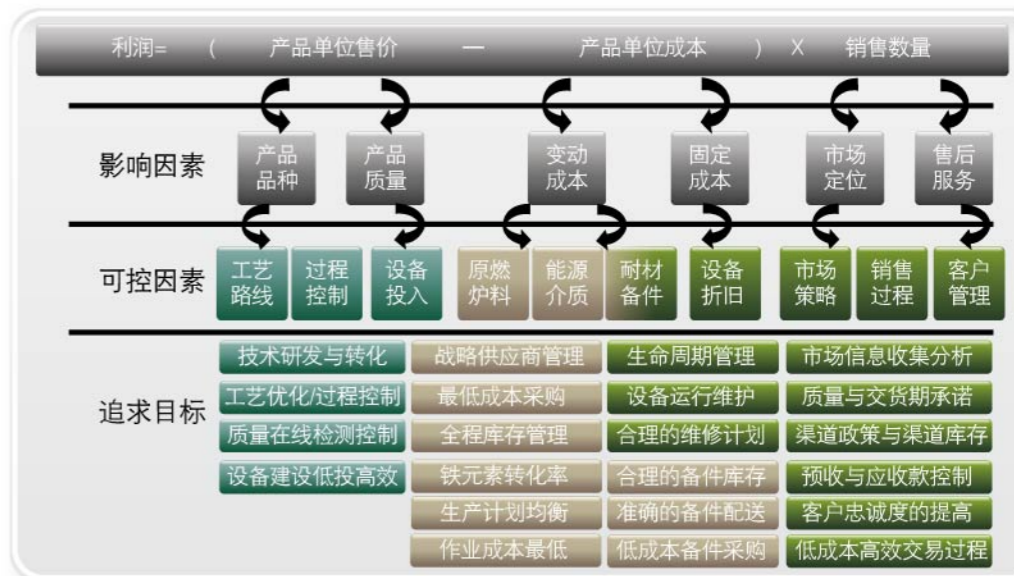 利润= ( 产品单位售价 — 产品单位成本 ) X 销售数量
影响因素
产品
品种
产品
质量
变动
成本
固定
成本
市场
定位
售后
服务
可控因素
工艺
路线
过程
控制
设备
投入
原燃
炉料
能源
介质
耐材
备件
设备
折旧
市场
策略
销售
过程
客户
管理
追求目标
技术研发与转化
工艺优化/过程控制
质量在线检测控制
设备建设低投高效
战略供应商管理
最低成本采购
全程库存管理
铁元素转化率
生产计划均衡
作业成本最低
生命周期管理
设备运行维护
合理的维修计划
合理的备件库存
准确的备件配送
低成本备件采购
市场信息收集分析
质量与交货期承诺
渠道政策与渠道库存
预收与应收款控制
客户忠诚度的提高
低成本高效交易过程